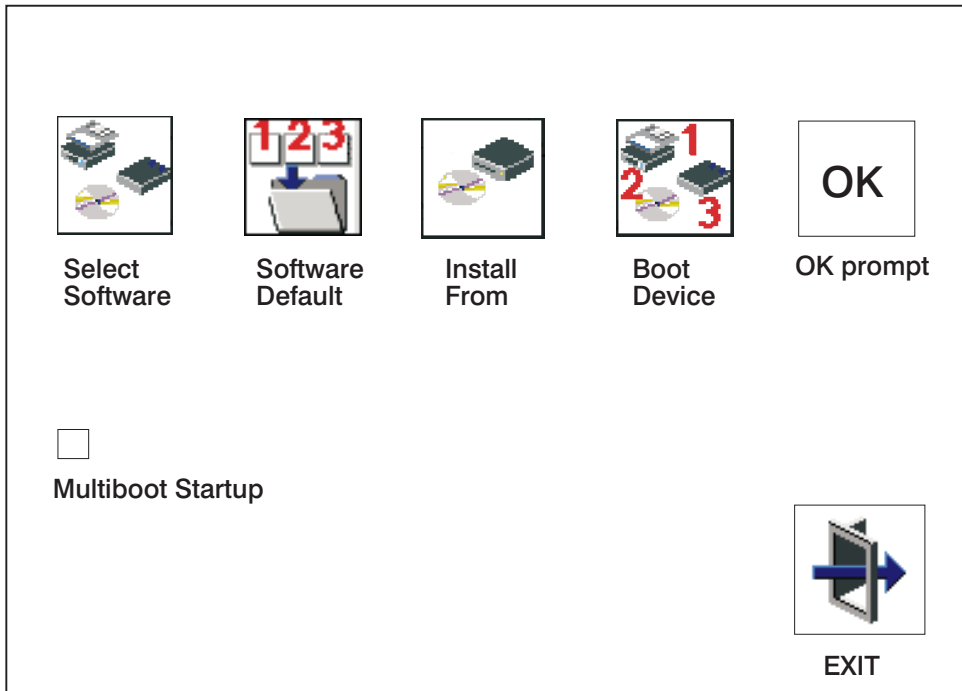 1 2 3
1
2
3
OK
Select
Software
Software
Default
Install
From
Boot
Device
OK prompt
Multiboot Startup
EXIT